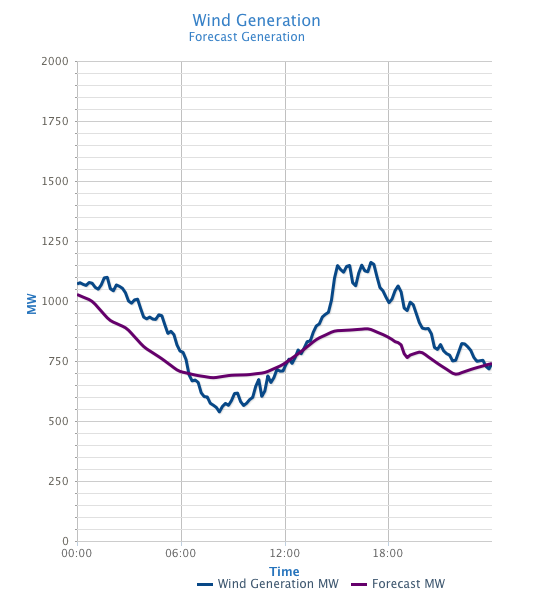 Wind Generation
Forecast Generation
2000
1750
1500
1250
1000
750
500
250
0
MW
00:00 06:00 12:00 18:00
Time
Wind Generation MW Forecast MW